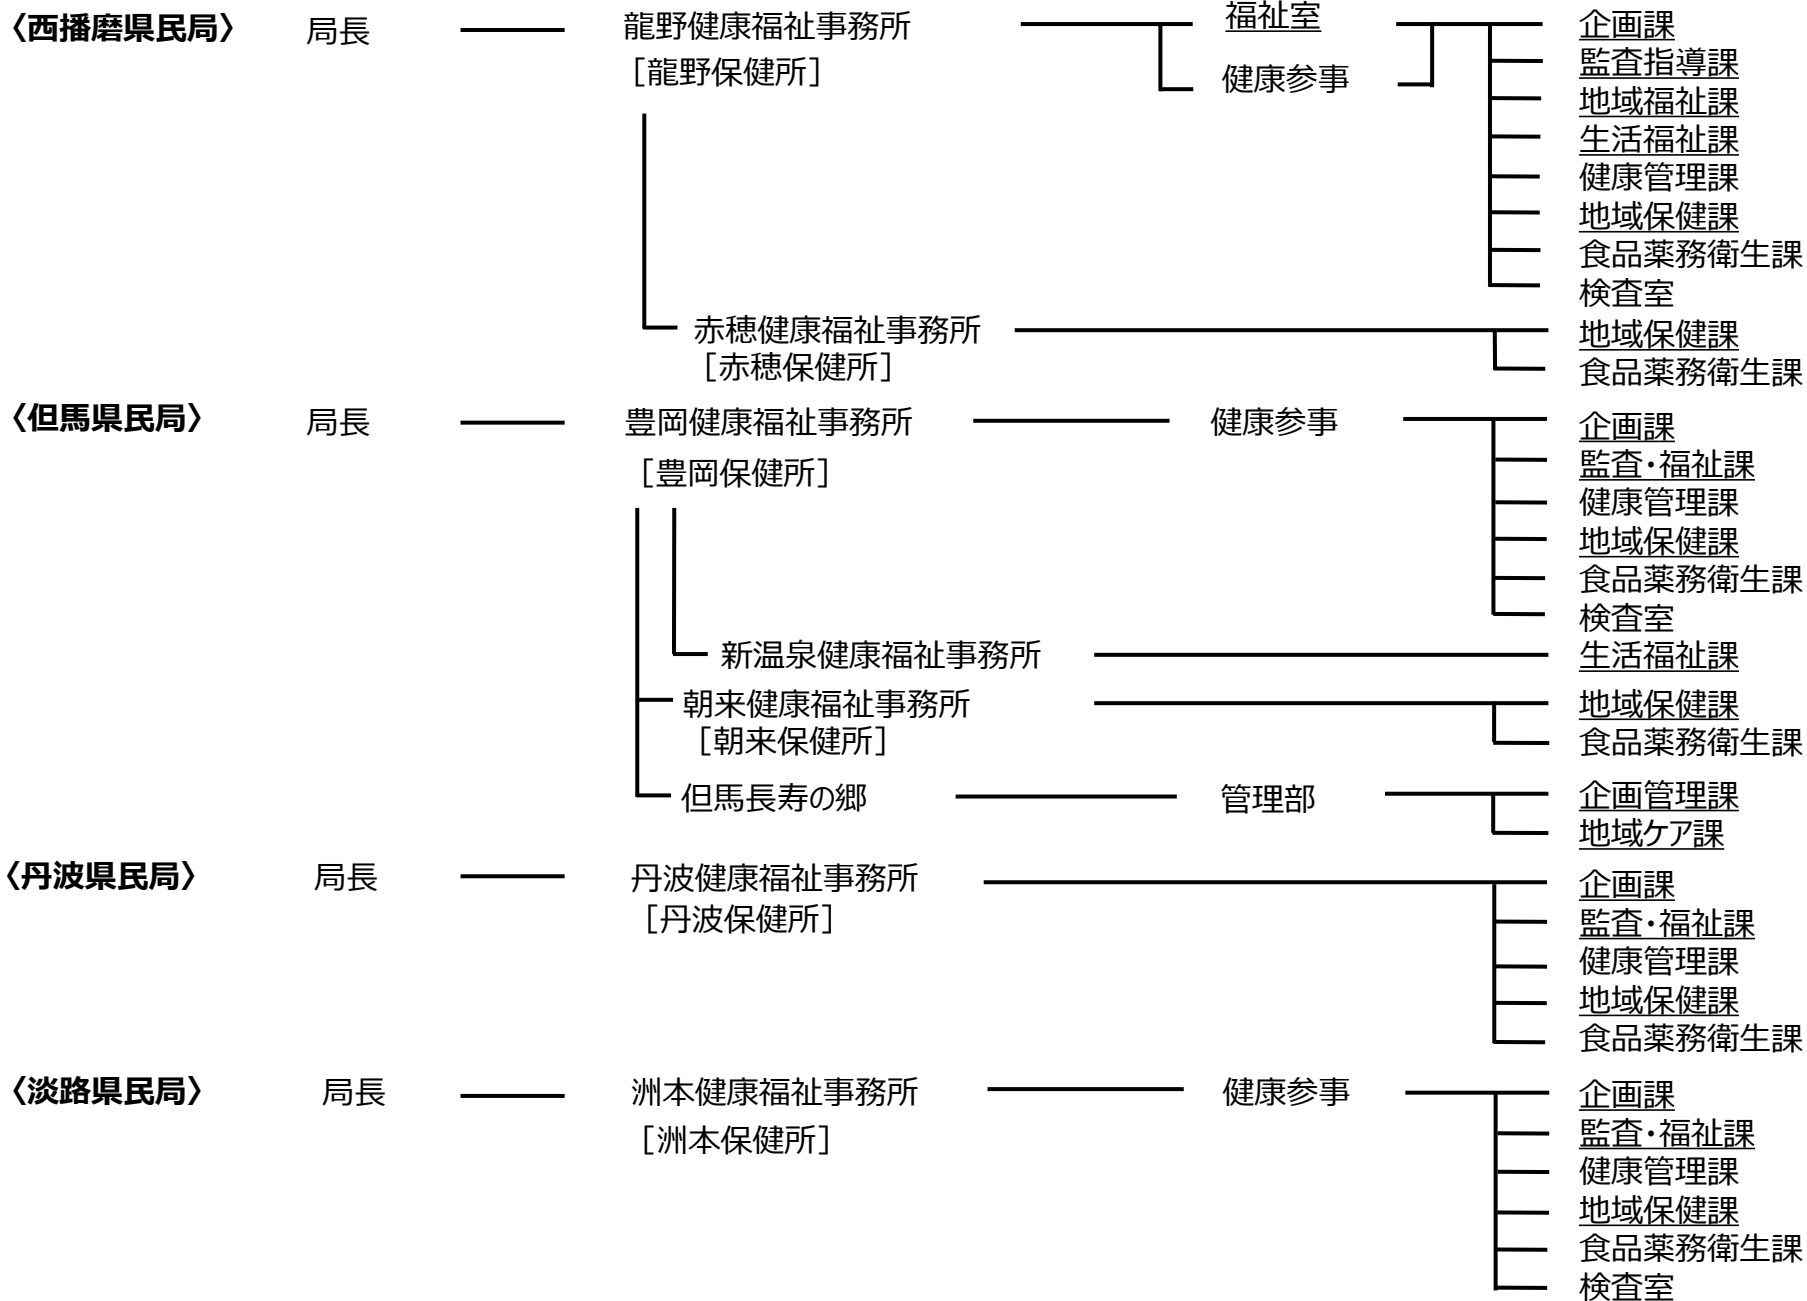 〈西播磨県民局〉 局長 龍野健康福祉事務所 福祉室 企画課
［龍野保健所］ 健康参事 監査指導課
地域福祉課
生活福祉課
健康管理課
地域保健課
食品薬務衛生課
検査室
赤穂健康福祉事務所 地域保健課
［赤穂保健所］ 食品薬務衛生課
〈但馬県民局〉 局長 豊岡健康福祉事務所 健康参事 企画課
［豊岡保健所］ 監査・福祉課
健康管理課
地域保健課
食品薬務衛生課
検査室
新温泉健康福祉事務所 生活福祉課
朝来健康福祉事務所 地域保健課
［朝来保健所］ 食品薬務衛生課
但馬長寿の郷 管理部 企画管理課
地域ケア課
〈丹波県民局〉 局長 丹波健康福祉事務所 企画課
［丹波保健所］ 監査・福祉課
健康管理課
地域保健課
食品薬務衛生課
〈淡路県民局〉 局長 洲本健康福祉事務所 健康参事 企画課
［洲本保健所］ 監査・福祉課
健康管理課
地域保健課
食品薬務衛生課
検査室